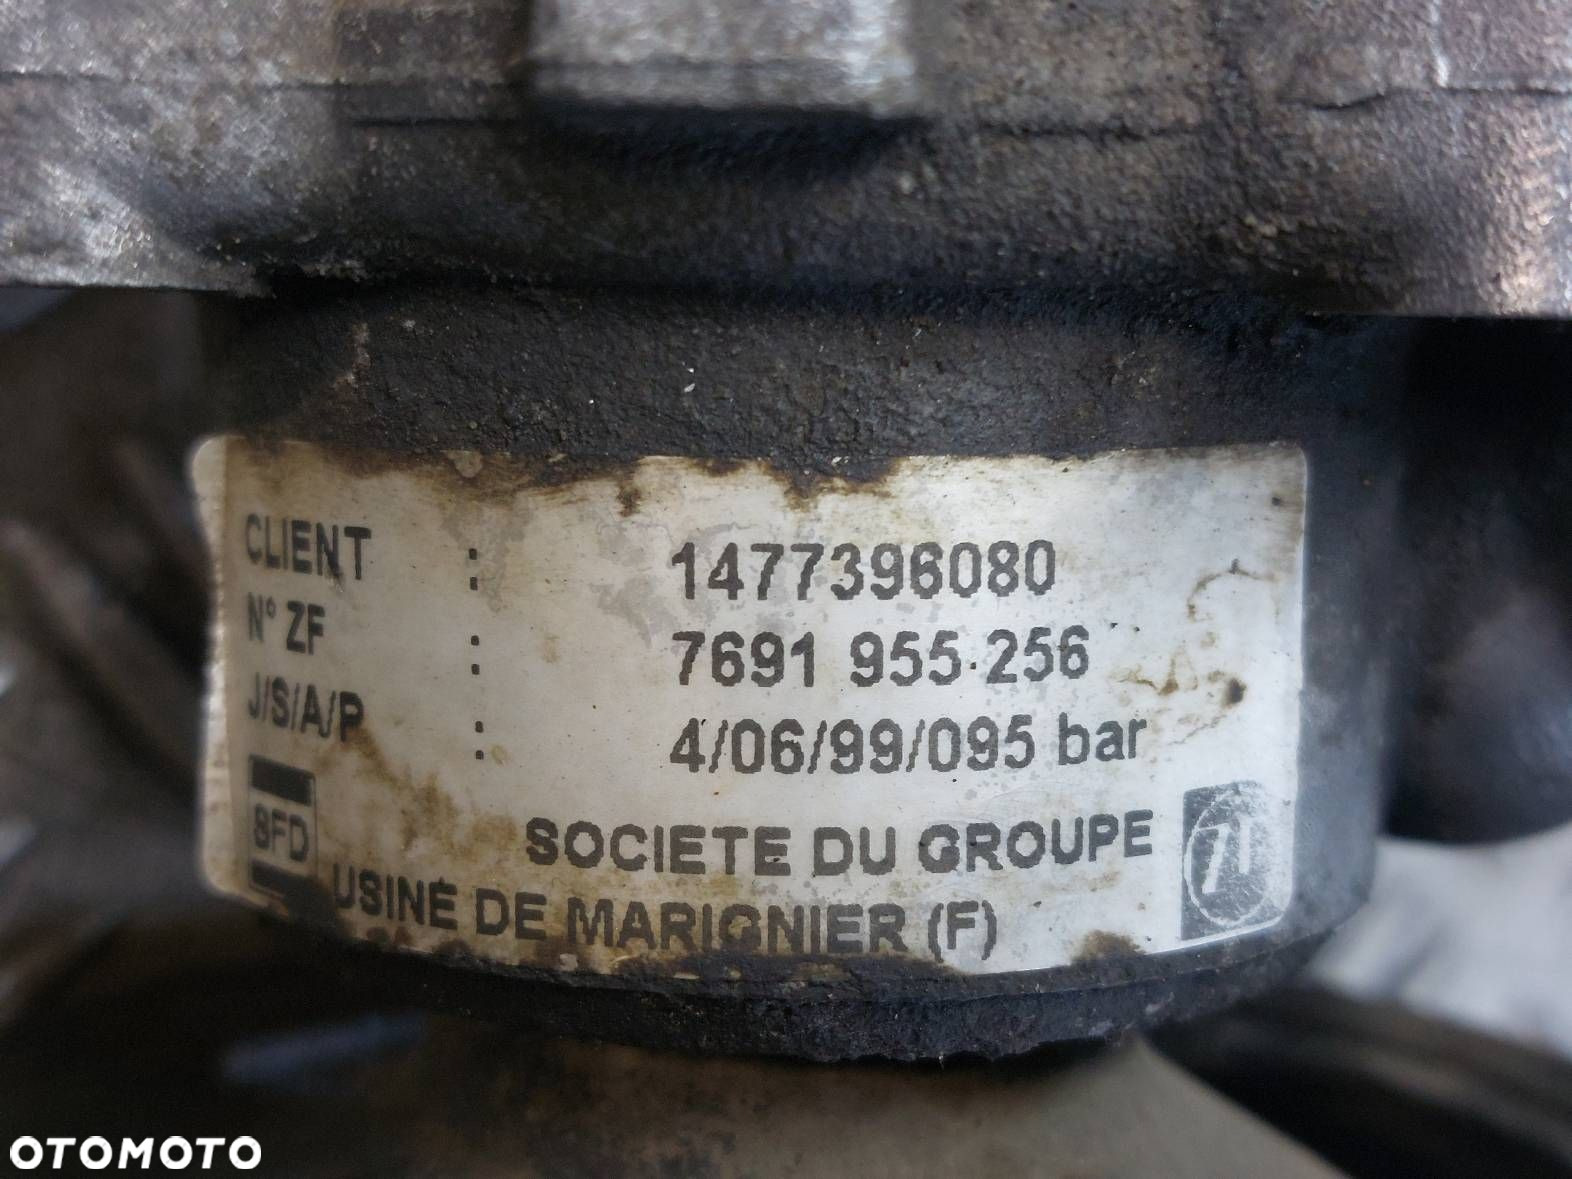 CLIENT : 1477396080
N° ZF : 7691 955 256
J/S/A/P : 4/06/99/095 bar
SFD SOCIETE DU GROUPE ZF
USINE DE MARIGNIER (F)
OTOMOTO